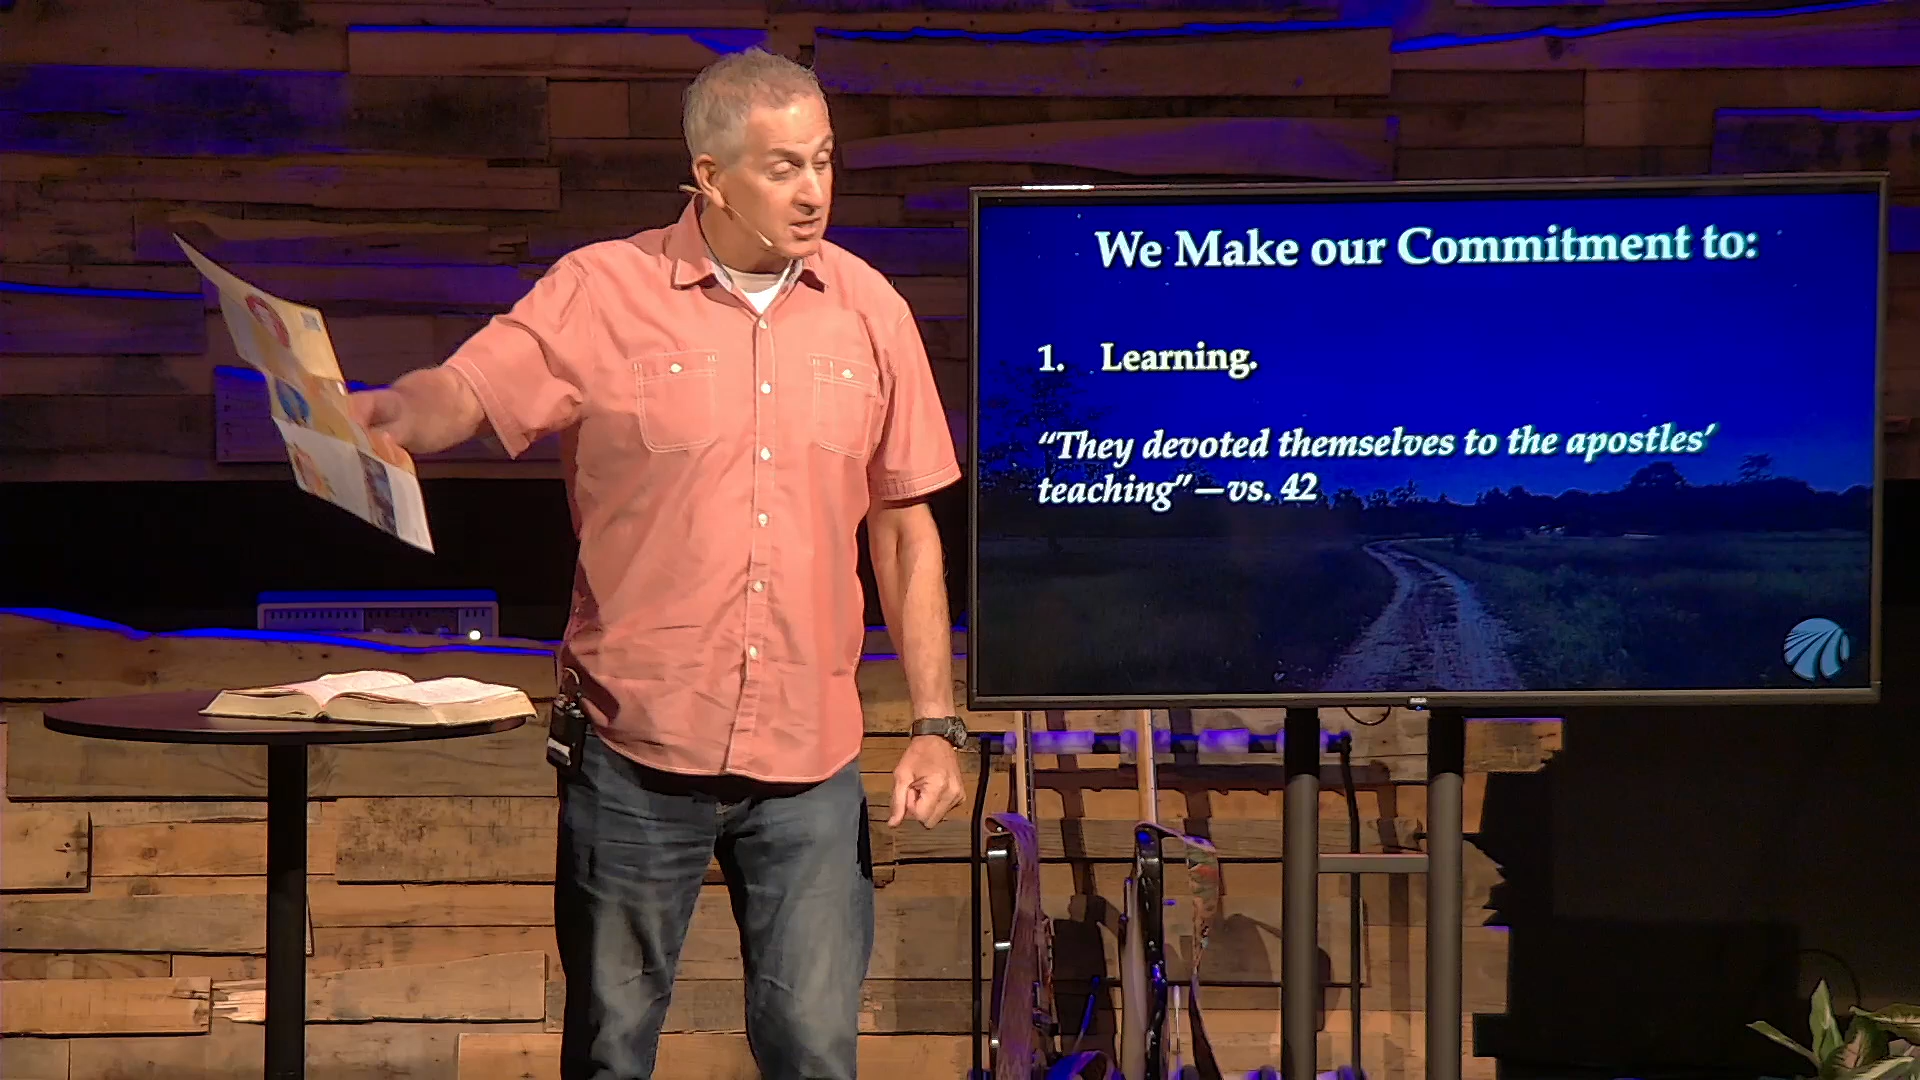 We Make our Commitment to:
1. Learning.
“They devoted themselves to the apostles’
teaching”—vs. 42